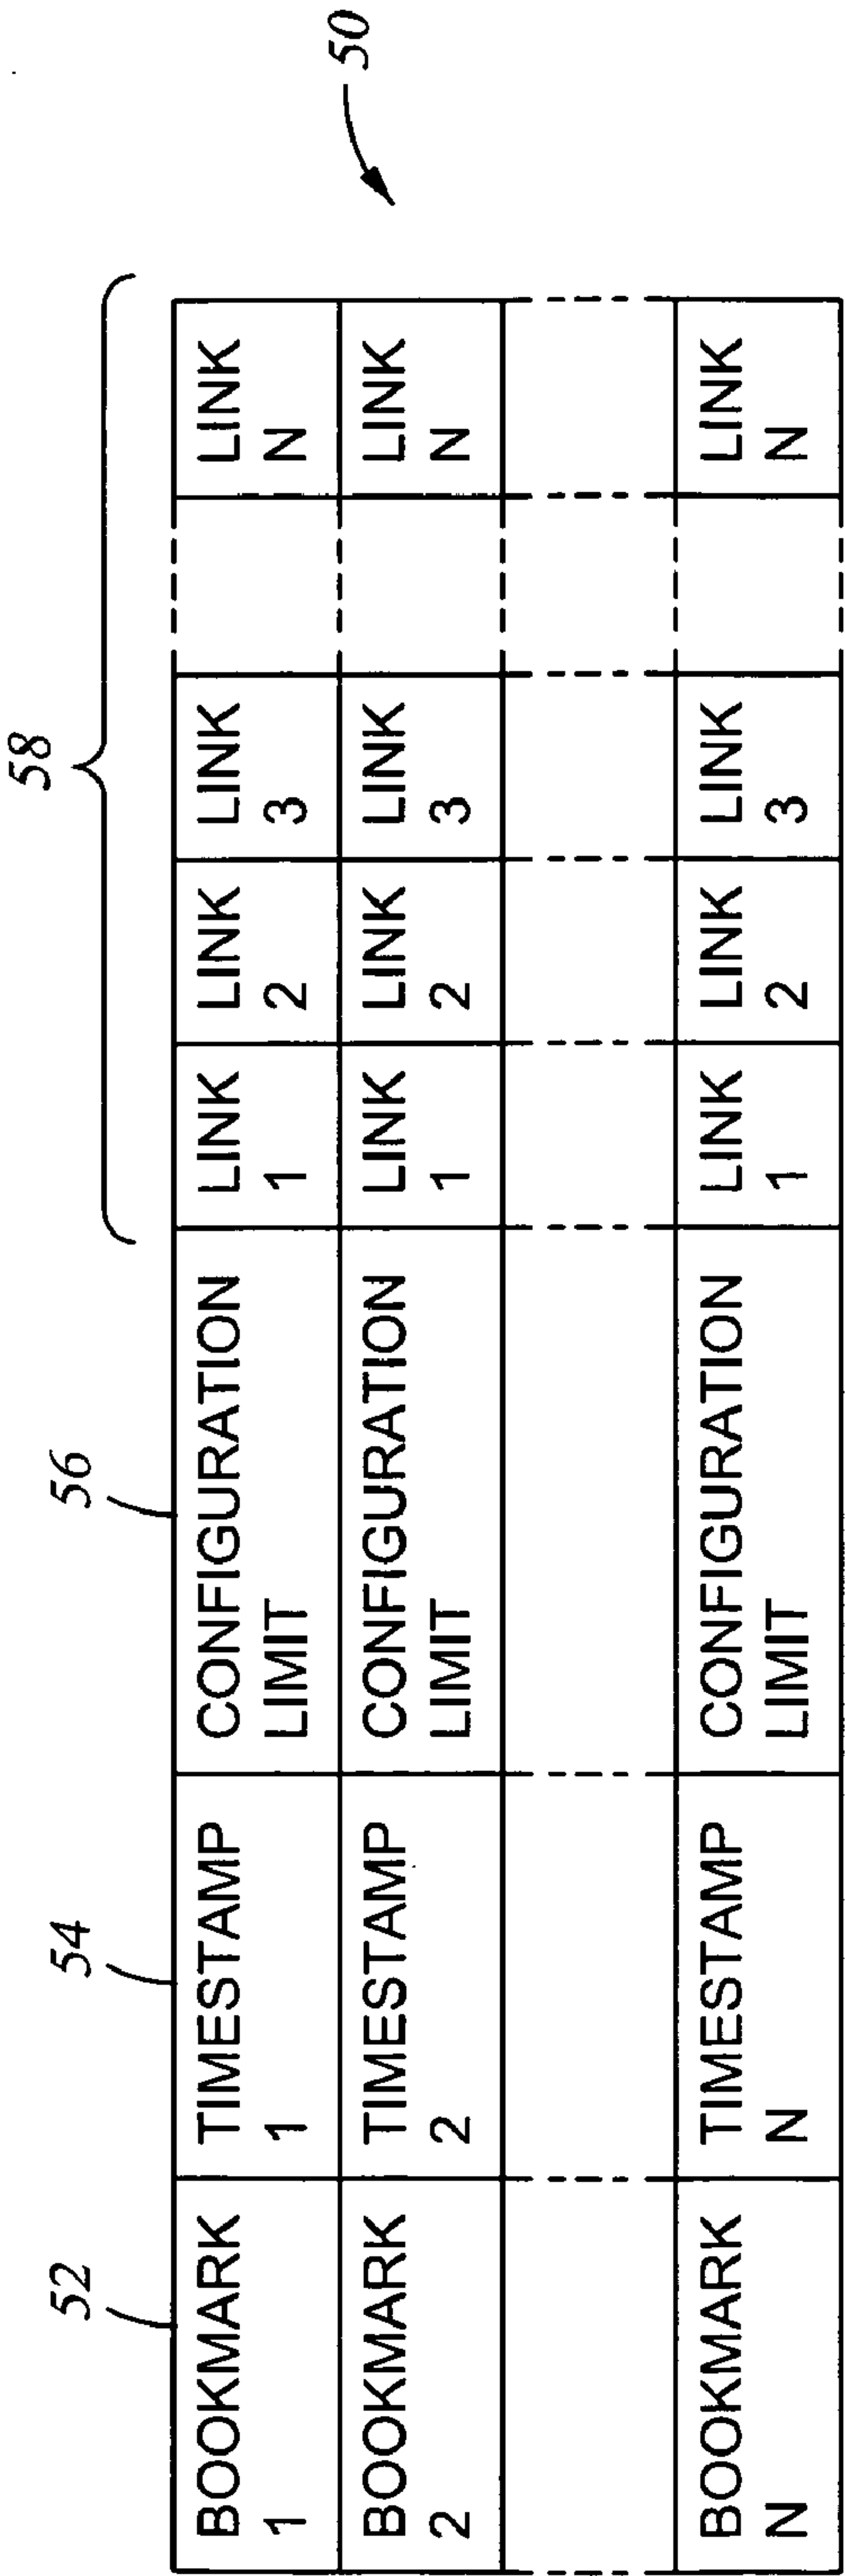 58
52
54
56
50
BOOKMARK 1
TIMESTAMP 1
CONFIGURATION LIMIT
LINK 1
LINK 2
LINK 3
LINK N
BOOKMARK 2
TIMESTAMP 2
CONFIGURATION LIMIT
LINK 1
LINK 2
LINK 3
LINK N
BOOKMARK N
TIMESTAMP N
CONFIGURATION LIMIT
LINK 1
LINK 2
LINK 3
LINK N